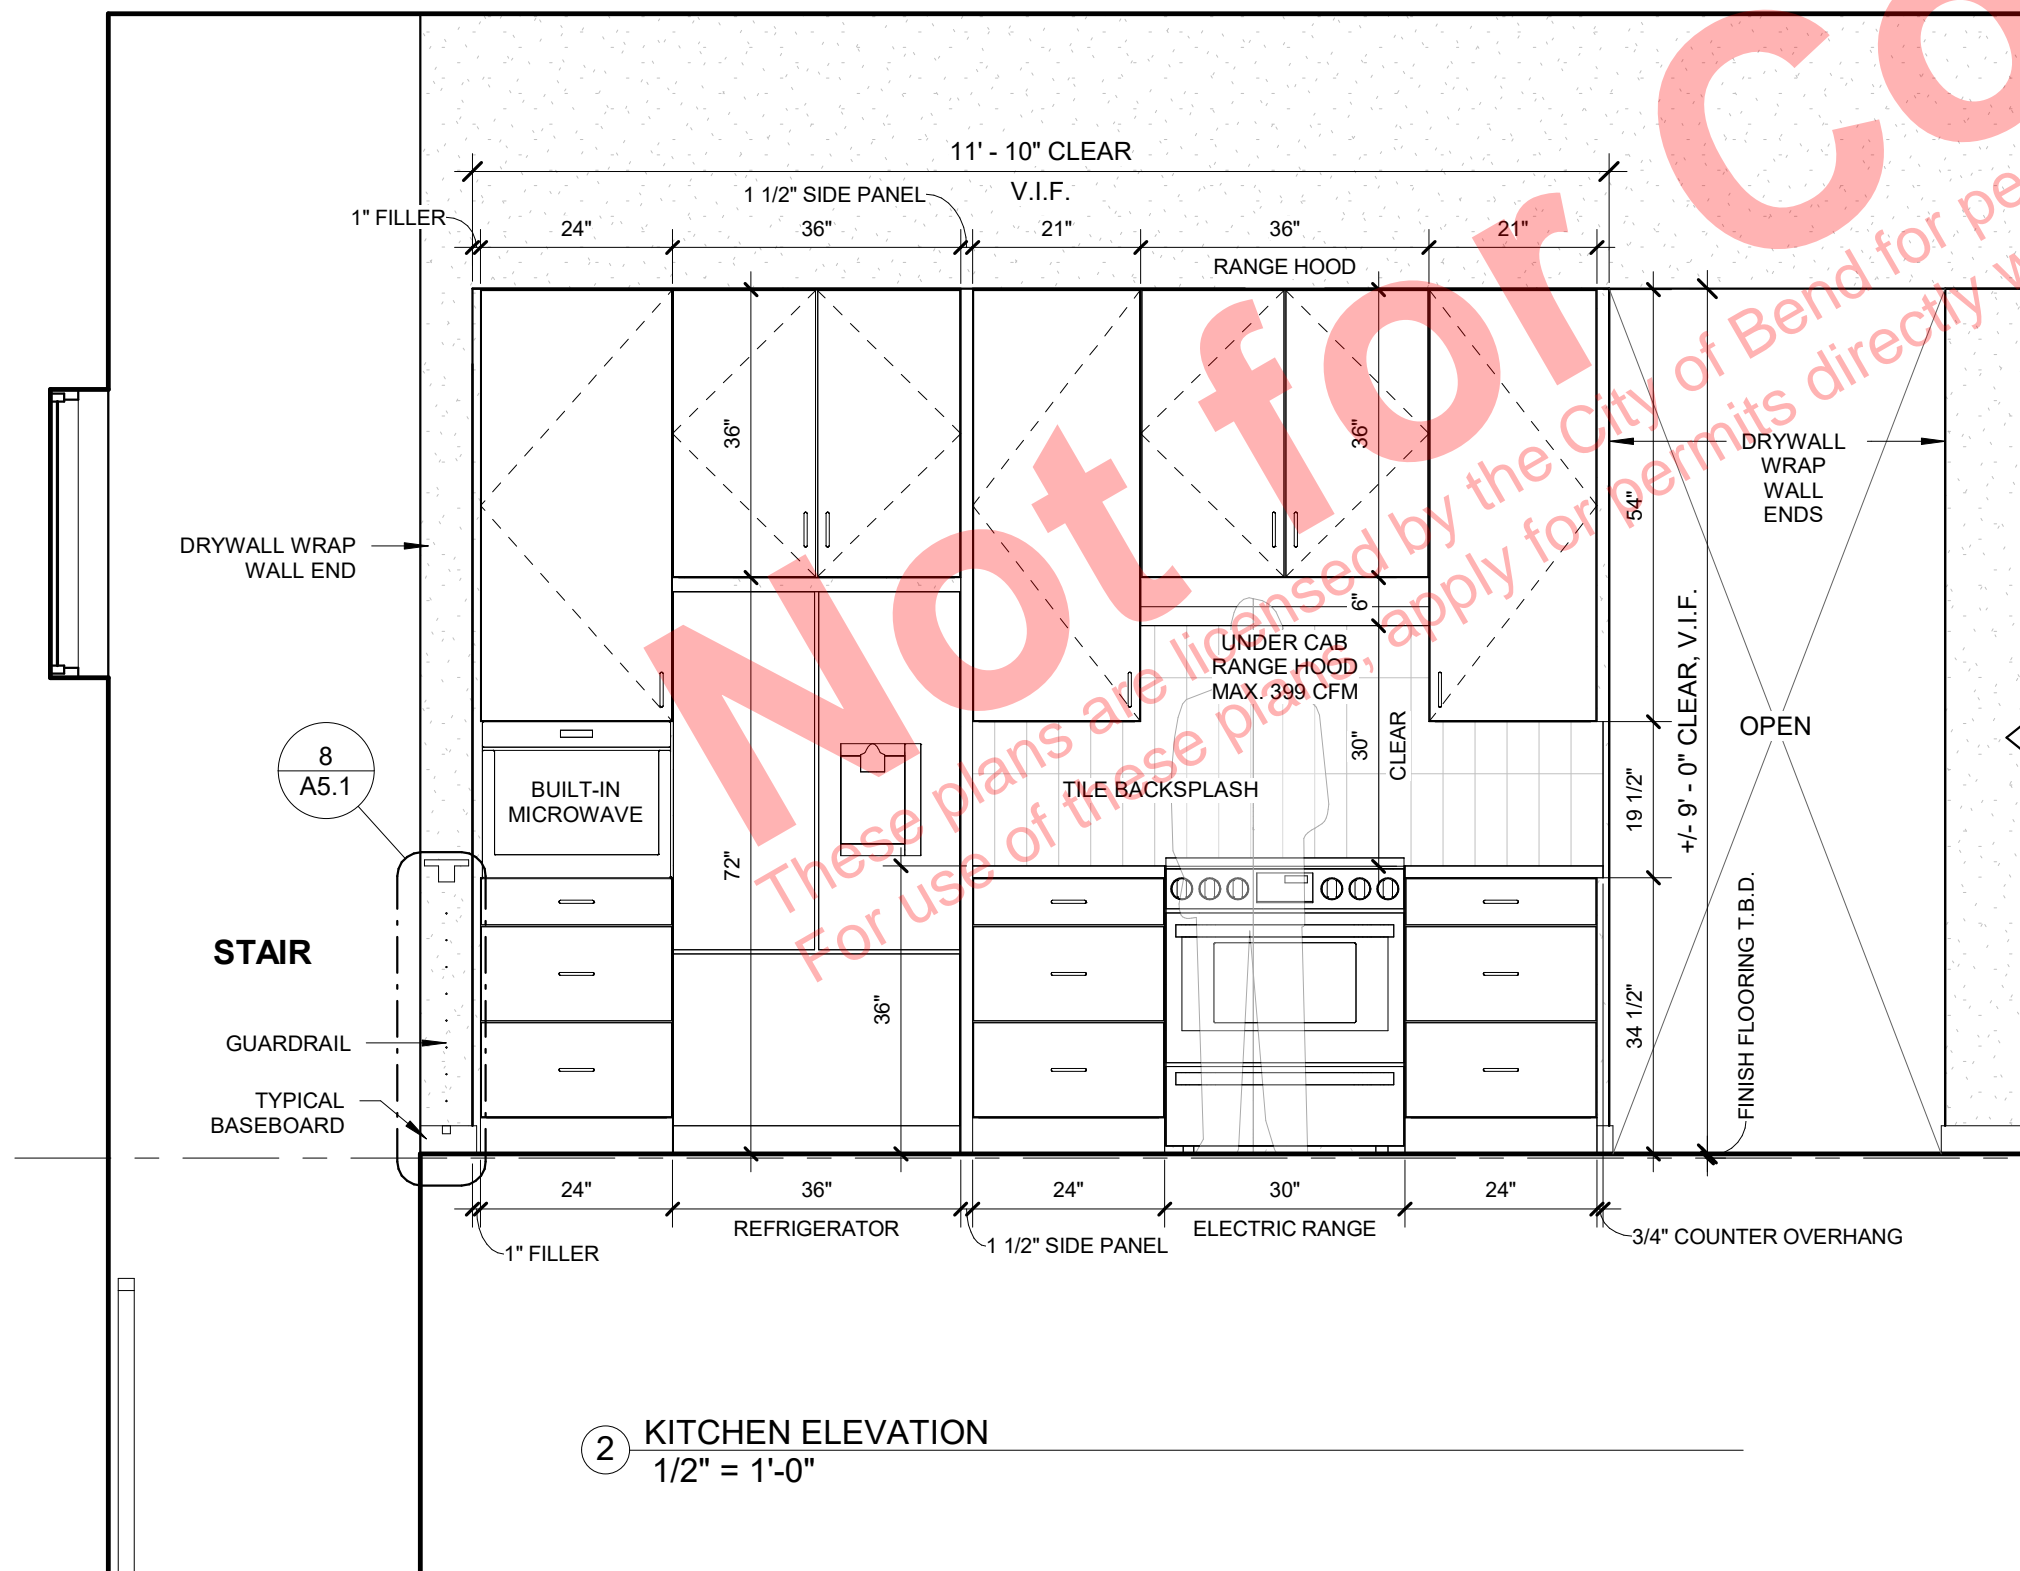 11' - 10" CLEAR
V.I.F.
1" FILLER
1 1/2" SIDE PANEL
24"
36"
21"
36"
21"
RANGE HOOD
36"
36"
54"
DRYWALL
WRAP
WALL
ENDS
DRYWALL WRAP
WALL END
6"
UNDER CAB
RANGE HOOD
MAX. 399 CFM
30"
CLEAR
+/- 9' - 0" CLEAR, V.I.F.
OPEN
8
A5.1
BUILT-IN
MICROWAVE
TILE BACKSPLASH
19 1/2"
72"
STAIR
36"
34 1/2"
FINISH FLOORING T.B.D.
GUARDRAIL
TYPICAL
BASEBOARD
24"
36"
24"
30"
24"
REFRIGERATOR
ELECTRIC RANGE
1" FILLER
1 1/2" SIDE PANEL
3/4" COUNTER OVERHANG
2
KITCHEN ELEVATION
1/2" = 1'-0"
Not for Co
These plans are licensed by the City of Bend for pe
For use of these plans, apply for permits directly w